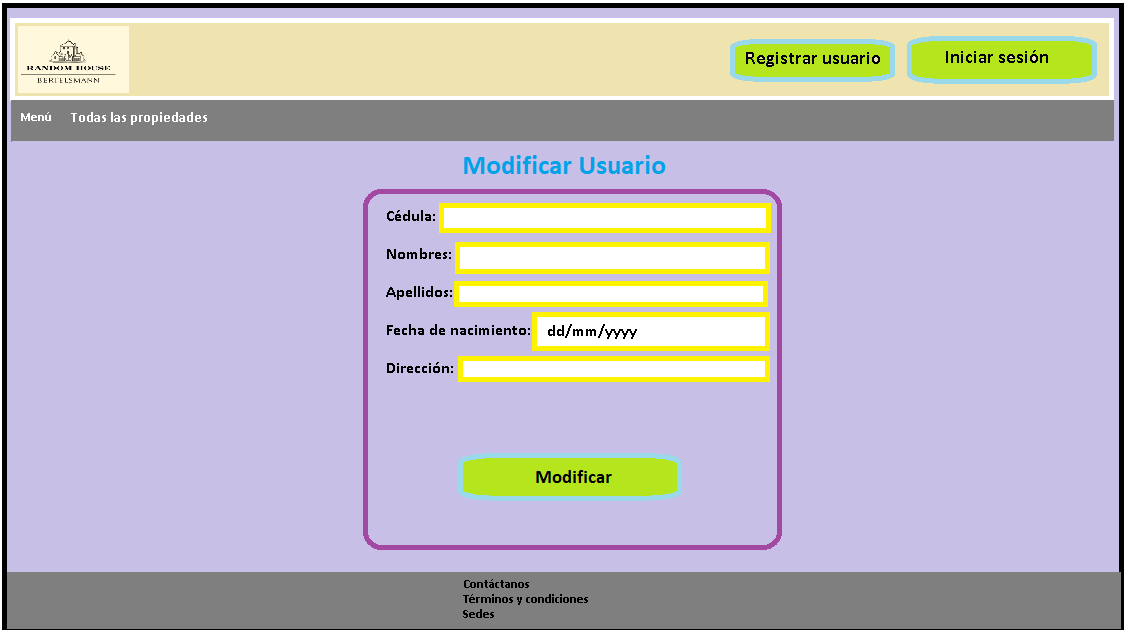 RANDOM HOUSE
BERTELSMANN
Registrar usuario
Iniciar sesión
Menú Todas las propiedades
Modificar Usuario
Cédula:
Nombres:
Apellidos:
Fecha de nacimiento: dd/mm/yyyy
Dirección:
Modificar
Contáctanos
Términos y condiciones
Sedes